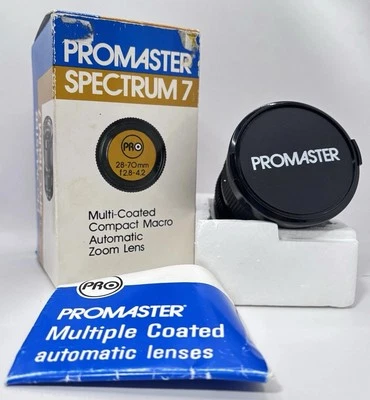 PROMASTER®
SPECTRUM 7
PRO
28-70mm
f2.8-4.2
Multi-Coated
Compact Macro
Automatic
Zoom Lens
PROMASTER
PRO
PROMASTER®
Multiple Coated
automatic lenses